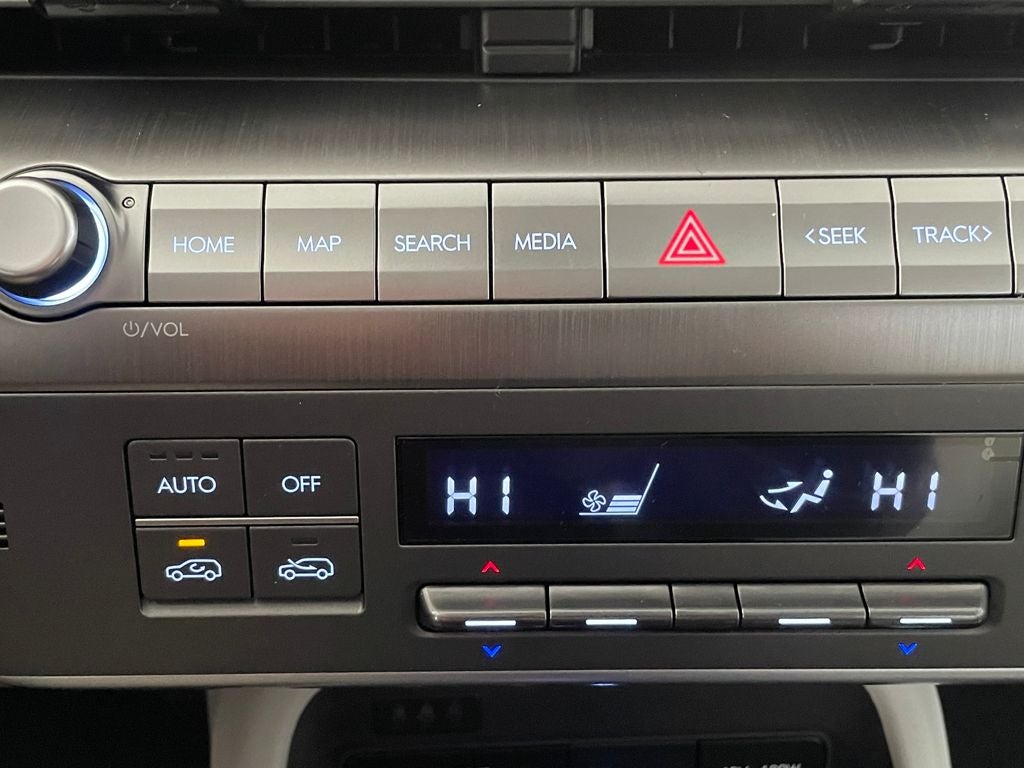 HOME
MAP
SEARCH
MEDIA
<SEEK
TRACK>
/VOL
AUTO
OFF
HI
HI